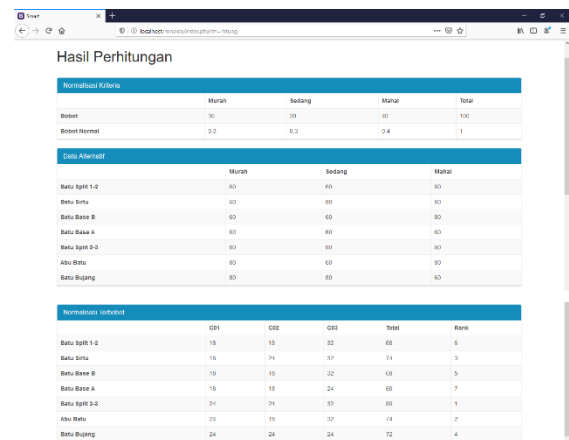 Smart
localhost/
Hasil Perhitungan
Normalisasi Kriteria
Murah Sedang Mahal Total
Bobot 30 30 40 100
Bobot Normal 0.3 0.3 0.4 1
Data Alternatif
Murah Sedang Mahal
Batu Split 1-2 60 60 80
Batu Sirtu 60 80 80
Batu Base B 60 60 80
Batu Base A 60 60 60
Batu Split 2-3 80 80 80
Abu Batu 80 60 80
Batu Bujang 80 80 60
Normalisasi Terbobot
C01 C02 C03 Total Rank
Batu Split 1-2 18 18 32 68 6
Batu Sirtu 18 24 32 74 3
Batu Base B 18 18 32 68 5
Batu Base A 18 18 24 60 7
Batu Split 2-3 24 24 32 80 1
Abu Batu 24 18 32 74 2
Batu Bujang 24 24 24 72 4